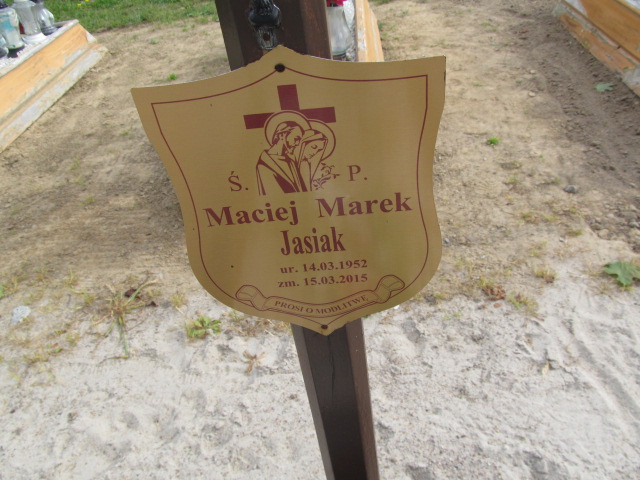 Ś. P.
Maciej Marek
Jasiak
ur. 14.03.1952
zm. 15.03.2015
PROSI O MODLITWĘ